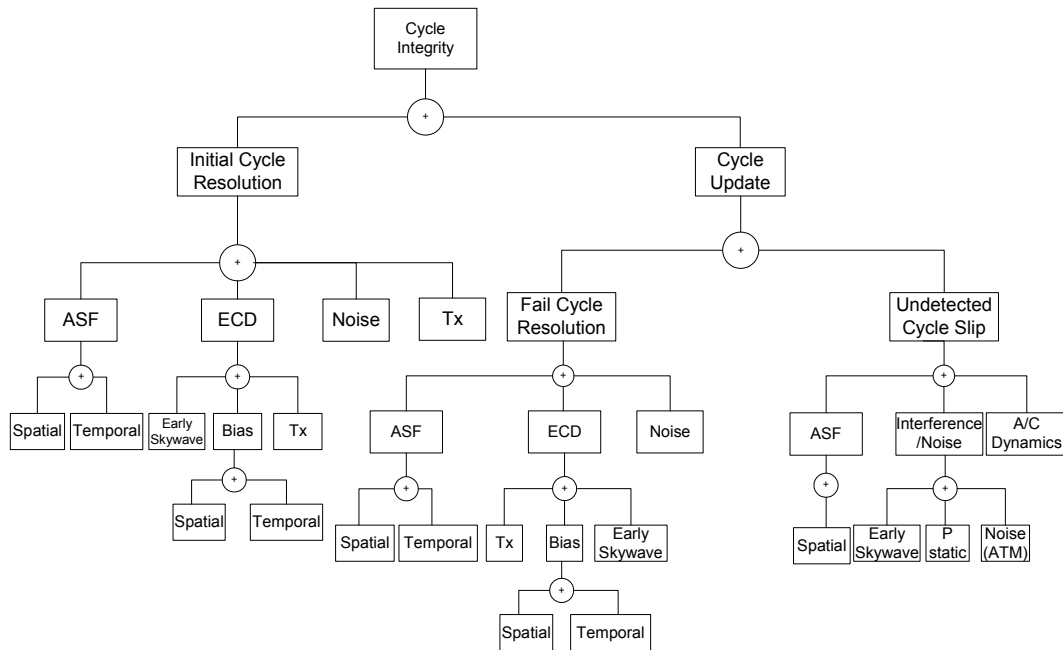 Cycle
Integrity
+
Initial Cycle
Resolution
Cycle
Update
+
+
ASF
ECD
Noise
Tx
Fail Cycle
Resolution
Undetected
Cycle Slip
+
+
+
+
Spatial
Temporal
Early
Skywave
Bias
Tx
ASF
ECD
Noise
ASF
Interference
/Noise
A/C
Dynamics
+
+
+
+
+
Spatial
Temporal
Spatial
Temporal
Tx
Bias
Early
Skywave
Spatial
Early
Skywave
P
static
Noise
(ATM)
+
Spatial
Temporal